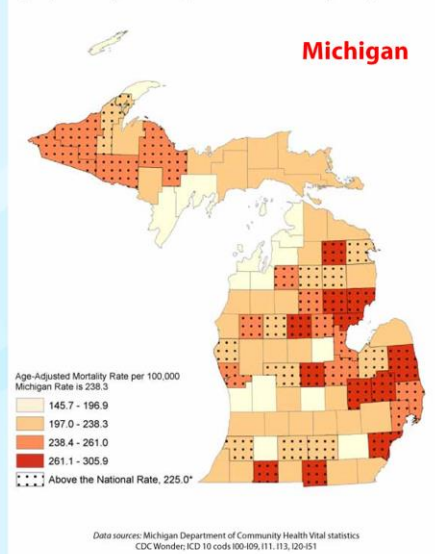 Michigan
Age-Adjusted Mortality Rate per 100,000
Michigan Rate is 238.3
145.7 - 196.9
197.0 - 238.3
238.4 - 261.0
261.1 - 305.9
Above the National Rate, 225.0*
Data sources: Michigan Department of Community Health Vital statistics
CDC Wonder; ICD 10 cods I00-I09, I11. I13, I20-I51